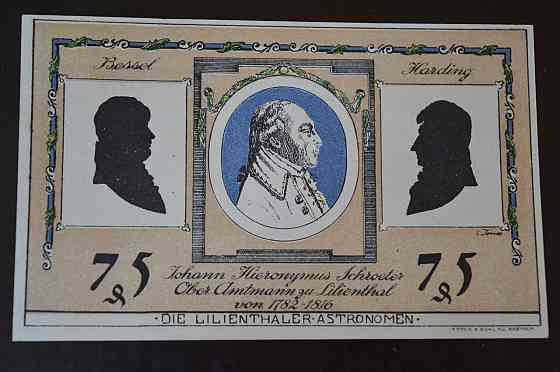 Bessel
Harding
75 Johann Hieronymus Schroeter 75
Ober Amtmann zu Lilienthal
von 1782-1816
· DIE LILIENTHALER · ASTRONOMEN ·